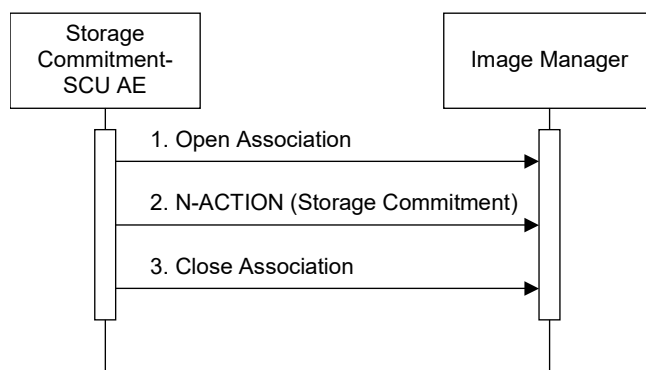 Storage
Commitment-
SCU AE
Image Manager
1. Open Association
2. N-ACTION (Storage Commitment)
3. Close Association